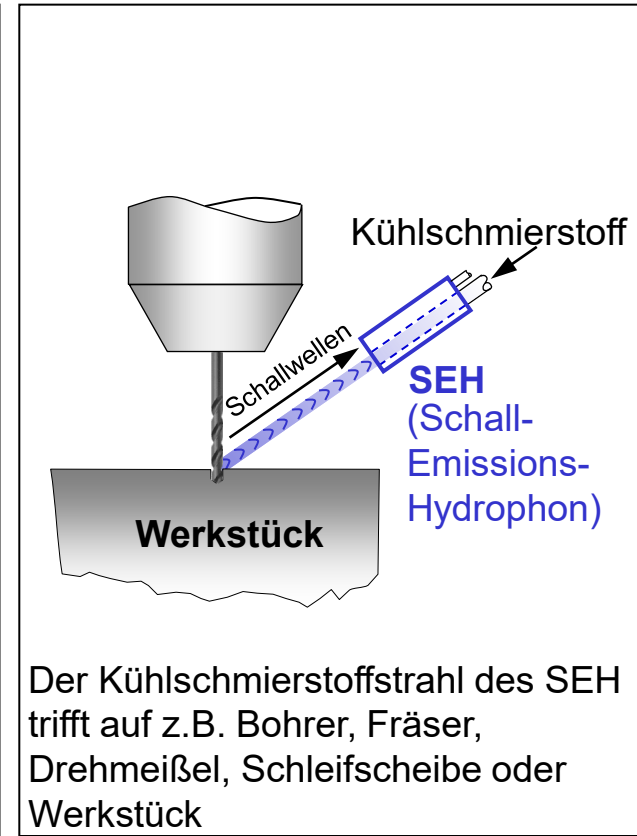 Kühlschmierstoff
Schallwellen
SEH
(Schall-
Emissions-
Hydrophon)
Werkstück
Der Kühlschmierstoffstrahl des SEH
trifft auf z.B. Bohrer, Fräser,
Drehmeißel, Schleifscheibe oder
Werkstück